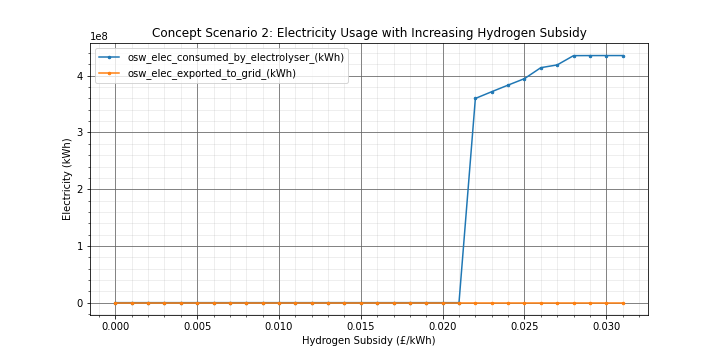 Concept Scenario 2: Electricity Usage with Increasing Hydrogen Subsidy
1e8
osw_elec_consumed_by_electrolyser_(kWh)
osw_elec_exported_to_grid_(kWh)
4
3
2
1
0
Electricity (kWh)
0.000 0.005 0.010 0.015 0.020 0.025 0.030
Hydrogen Subsidy (£/kWh)